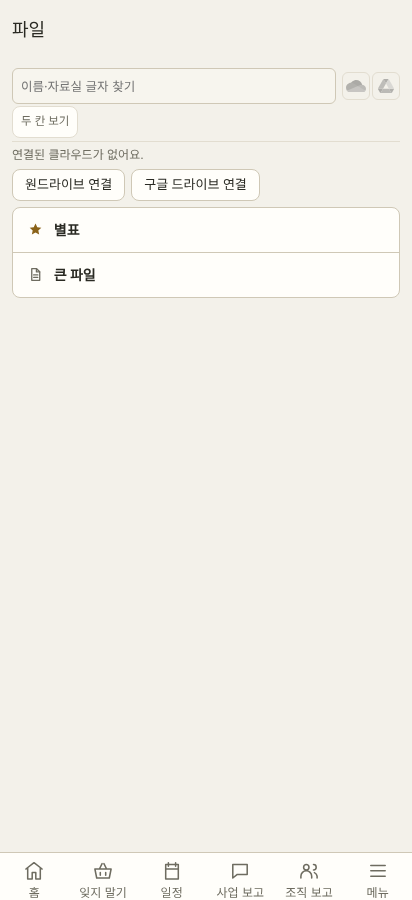 파일
이름·자료실 글자 찾기
두 칸 보기
연결된 클라우드가 없어요.
원드라이브 연결
구글 드라이브 연결
별표
큰 파일
홈
잊지 말기
일정
사업 보고
조직 보고
메뉴